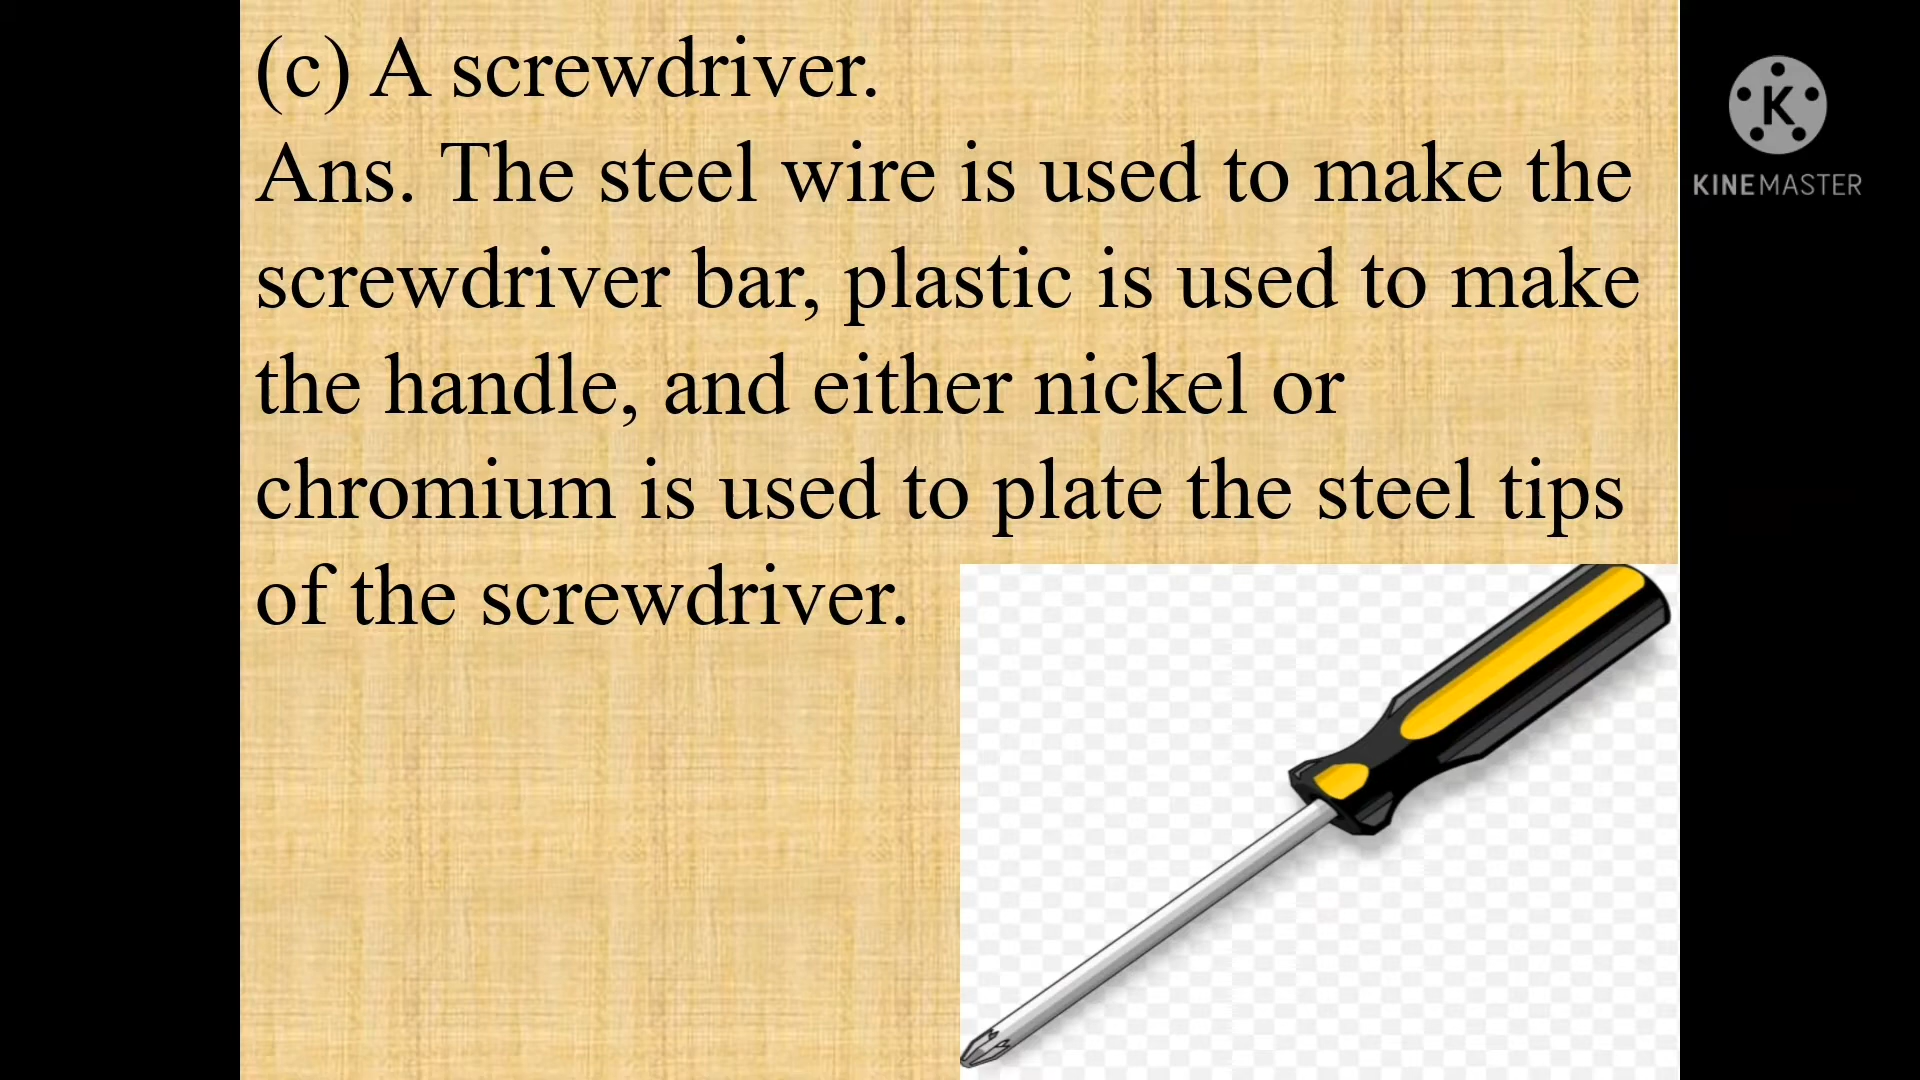 (c) A screwdriver.
Ans. The steel wire is used to make the
screwdriver bar, plastic is used to make
the handle, and either nickel or
chromium is used to plate the steel tips
of the screwdriver.
K
KINEMASTER